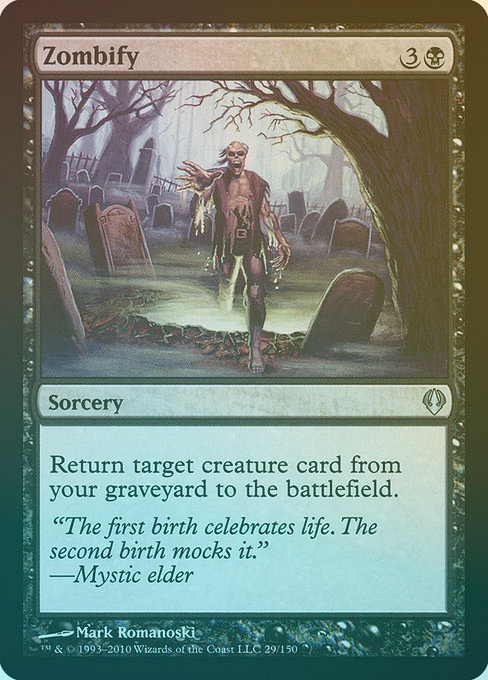 Zombify 3
Sorcery
Return target creature card from
your graveyard to the battlefield.
“The first birth celebrates life. The
second birth mocks it.”
—Mystic elder
Mark Romanoski
™ & © 1993–2010 Wizards of the Coast LLC 29/150